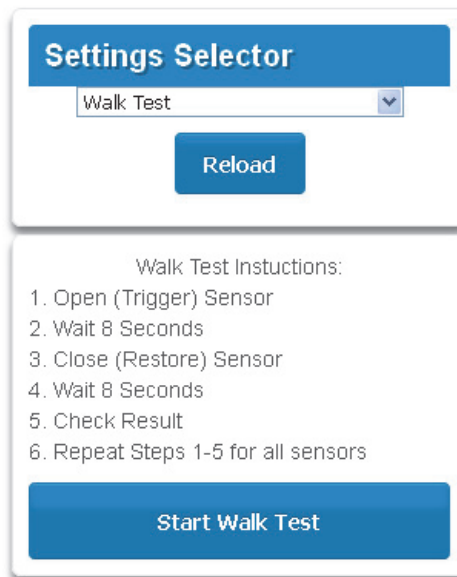 Settings Selector
Walk Test
Reload
Walk Test Instuctions:
1. Open (Trigger) Sensor
2. Wait 8 Seconds
3. Close (Restore) Sensor
4. Wait 8 Seconds
5. Check Result
6. Repeat Steps 1-5 for all sensors
Start Walk Test